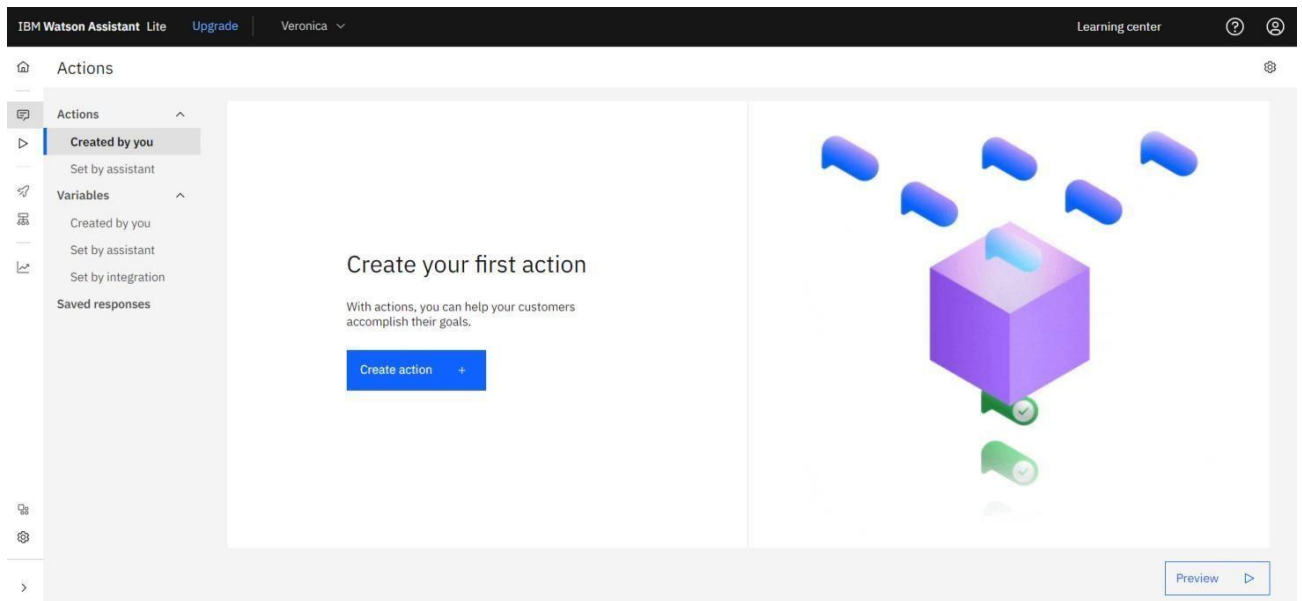 IBM Watson Assistant Lite Upgrade Veronica Learning center
Actions
Actions
Created by you
Set by assistant
Variables
Created by you
Set by assistant
Set by integration
Saved responses
Create your first action
With actions, you can help your customers
accomplish their goals.
Create action +
Preview